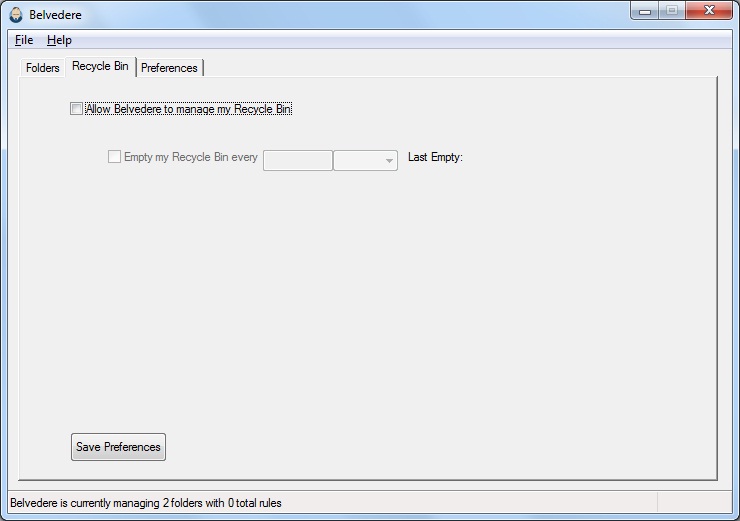 Belvedere
File Help
Folders Recycle Bin Preferences
Allow Belvedere to manage my Recycle Bin
Empty my Recycle Bin every Last Empty:
Save Preferences
Belvedere is currently managing 2 folders with 0 total rules